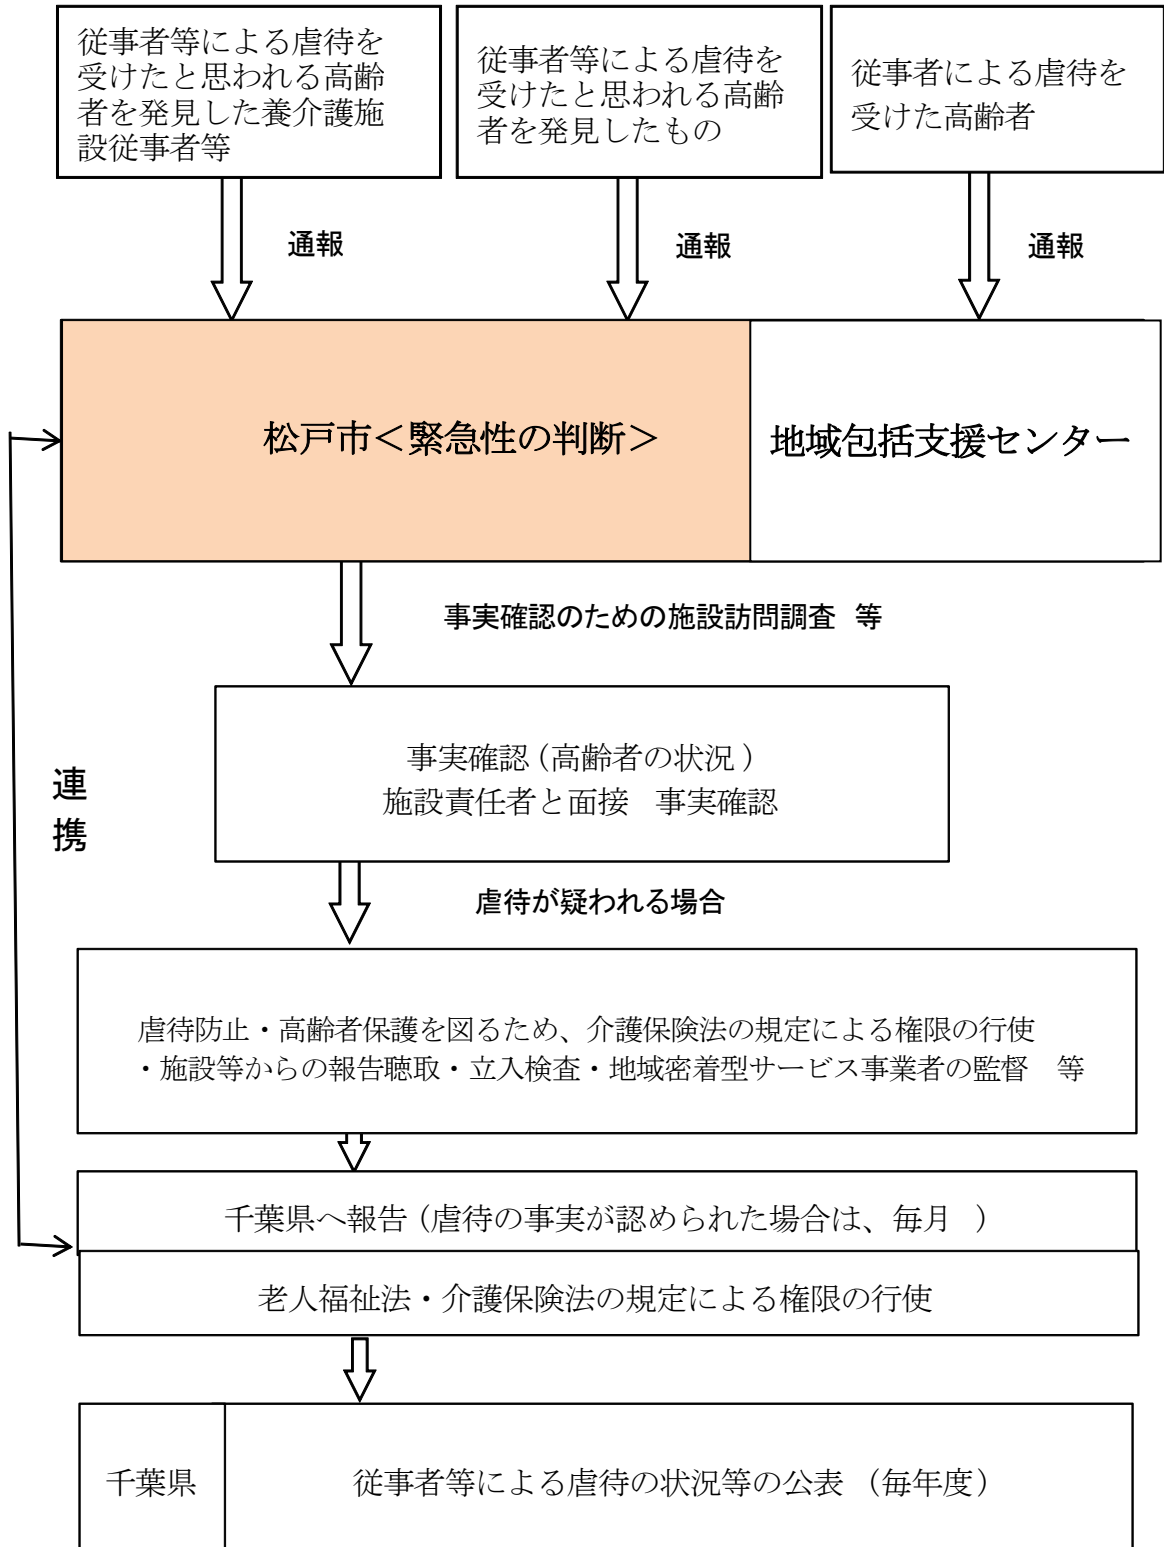 従事者等による虐待を
受けたと思われる高齢
者を発見した養介護施
設従事者等
従事者等による虐待を
受けたと思われる高齢
者を発見したもの
従事者による虐待を
受けた高齢者
通報
通報
通報
松戸市＜緊急性の判断＞
地域包括支援センター
事実確認のための施設訪問調査　等
事実確認（高齢者の状況）
施設責任者と面接　事実確認
連
携
虐待が疑われる場合
虐待防止・高齢者保護を図るため、介護保険法の規定による権限の行使
・施設等からの報告聴取・立入検査・地域密着型サービス事業者の監督　等
千葉県へ報告（虐待の事実が認められた場合は、毎月　）
老人福祉法・介護保険法の規定による権限の行使
千葉県
従事者等による虐待の状況等の公表　（毎年度）